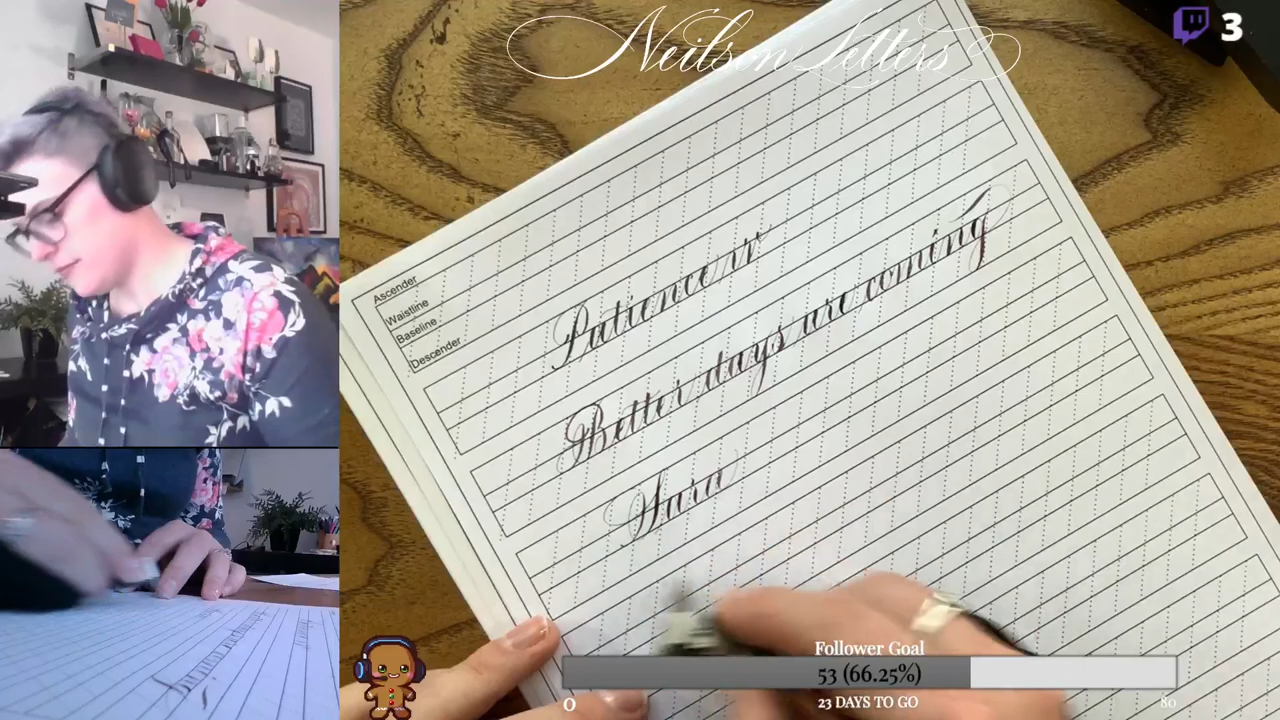 Neilson Letters
3
Ascender
Waistline
Baseline
Descender
Patience rr
Better days are coming
Sara
Follower Goal
53 (66.25%)
0
23 DAYS TO GO
80